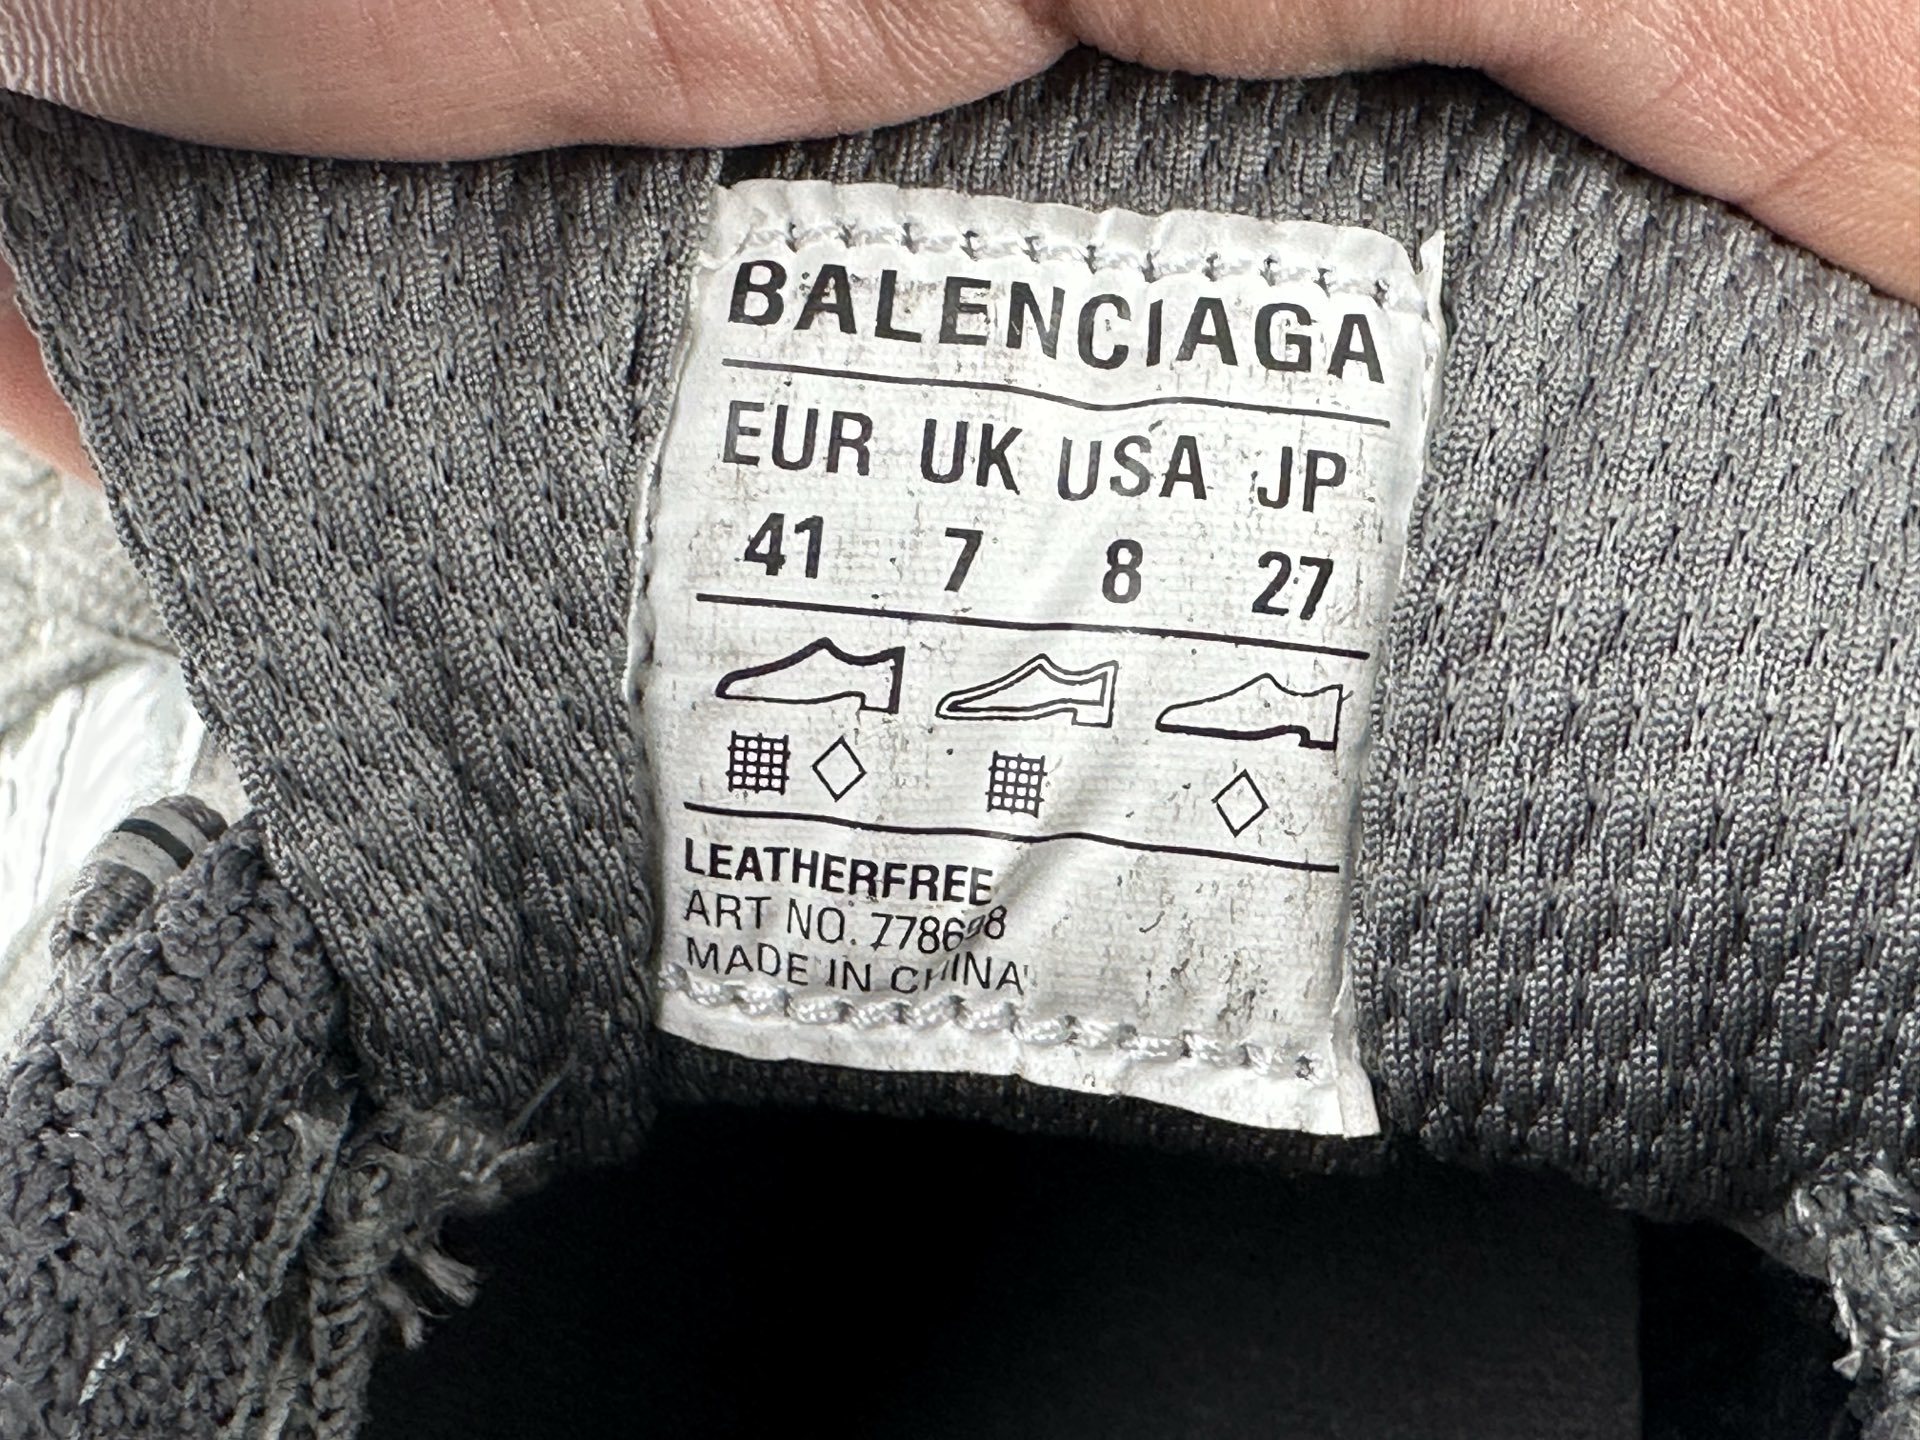 BALENCIAGA
EUR UK USA JP
41 7 8 27
LEATHERFREE
ART NO.
MADE IN CHINA